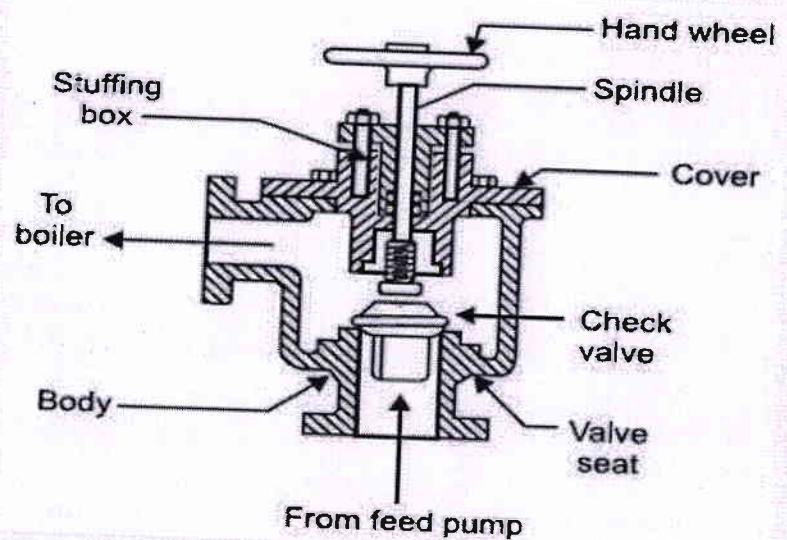 Hand wheel
Stuffing
box
Spindle
Cover
To
boiler
Check
valve
Body
Valve
seat
From feed pump